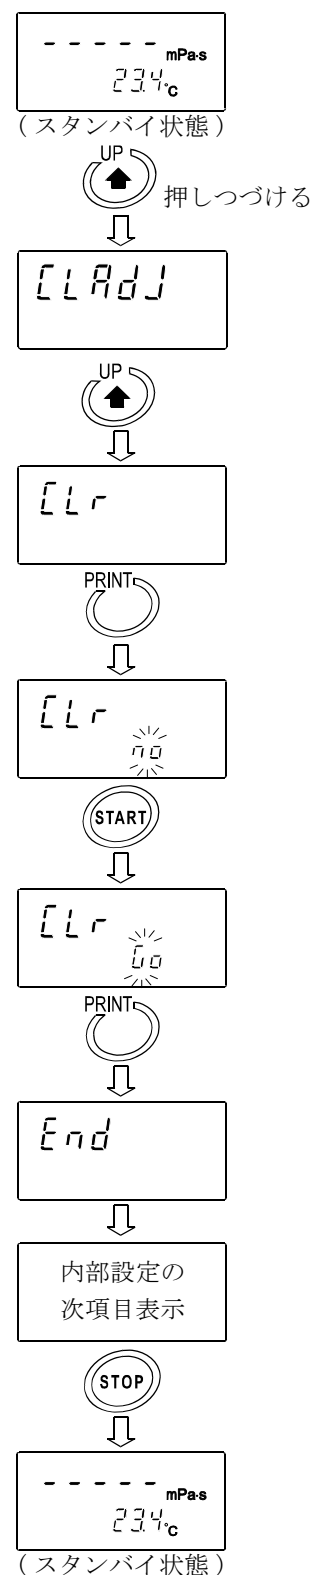 - - - - - mPa·s
23.4℃
(スタンバイ状態)
UP
押しつづける
CLAdJ
UP
CLr
PRINT
CLr
no
START
CLr
Go
PRINT
End
内部設定の
次項目表示
STOP
- - - - - mPa·s
23.4℃
(スタンバイ状態)